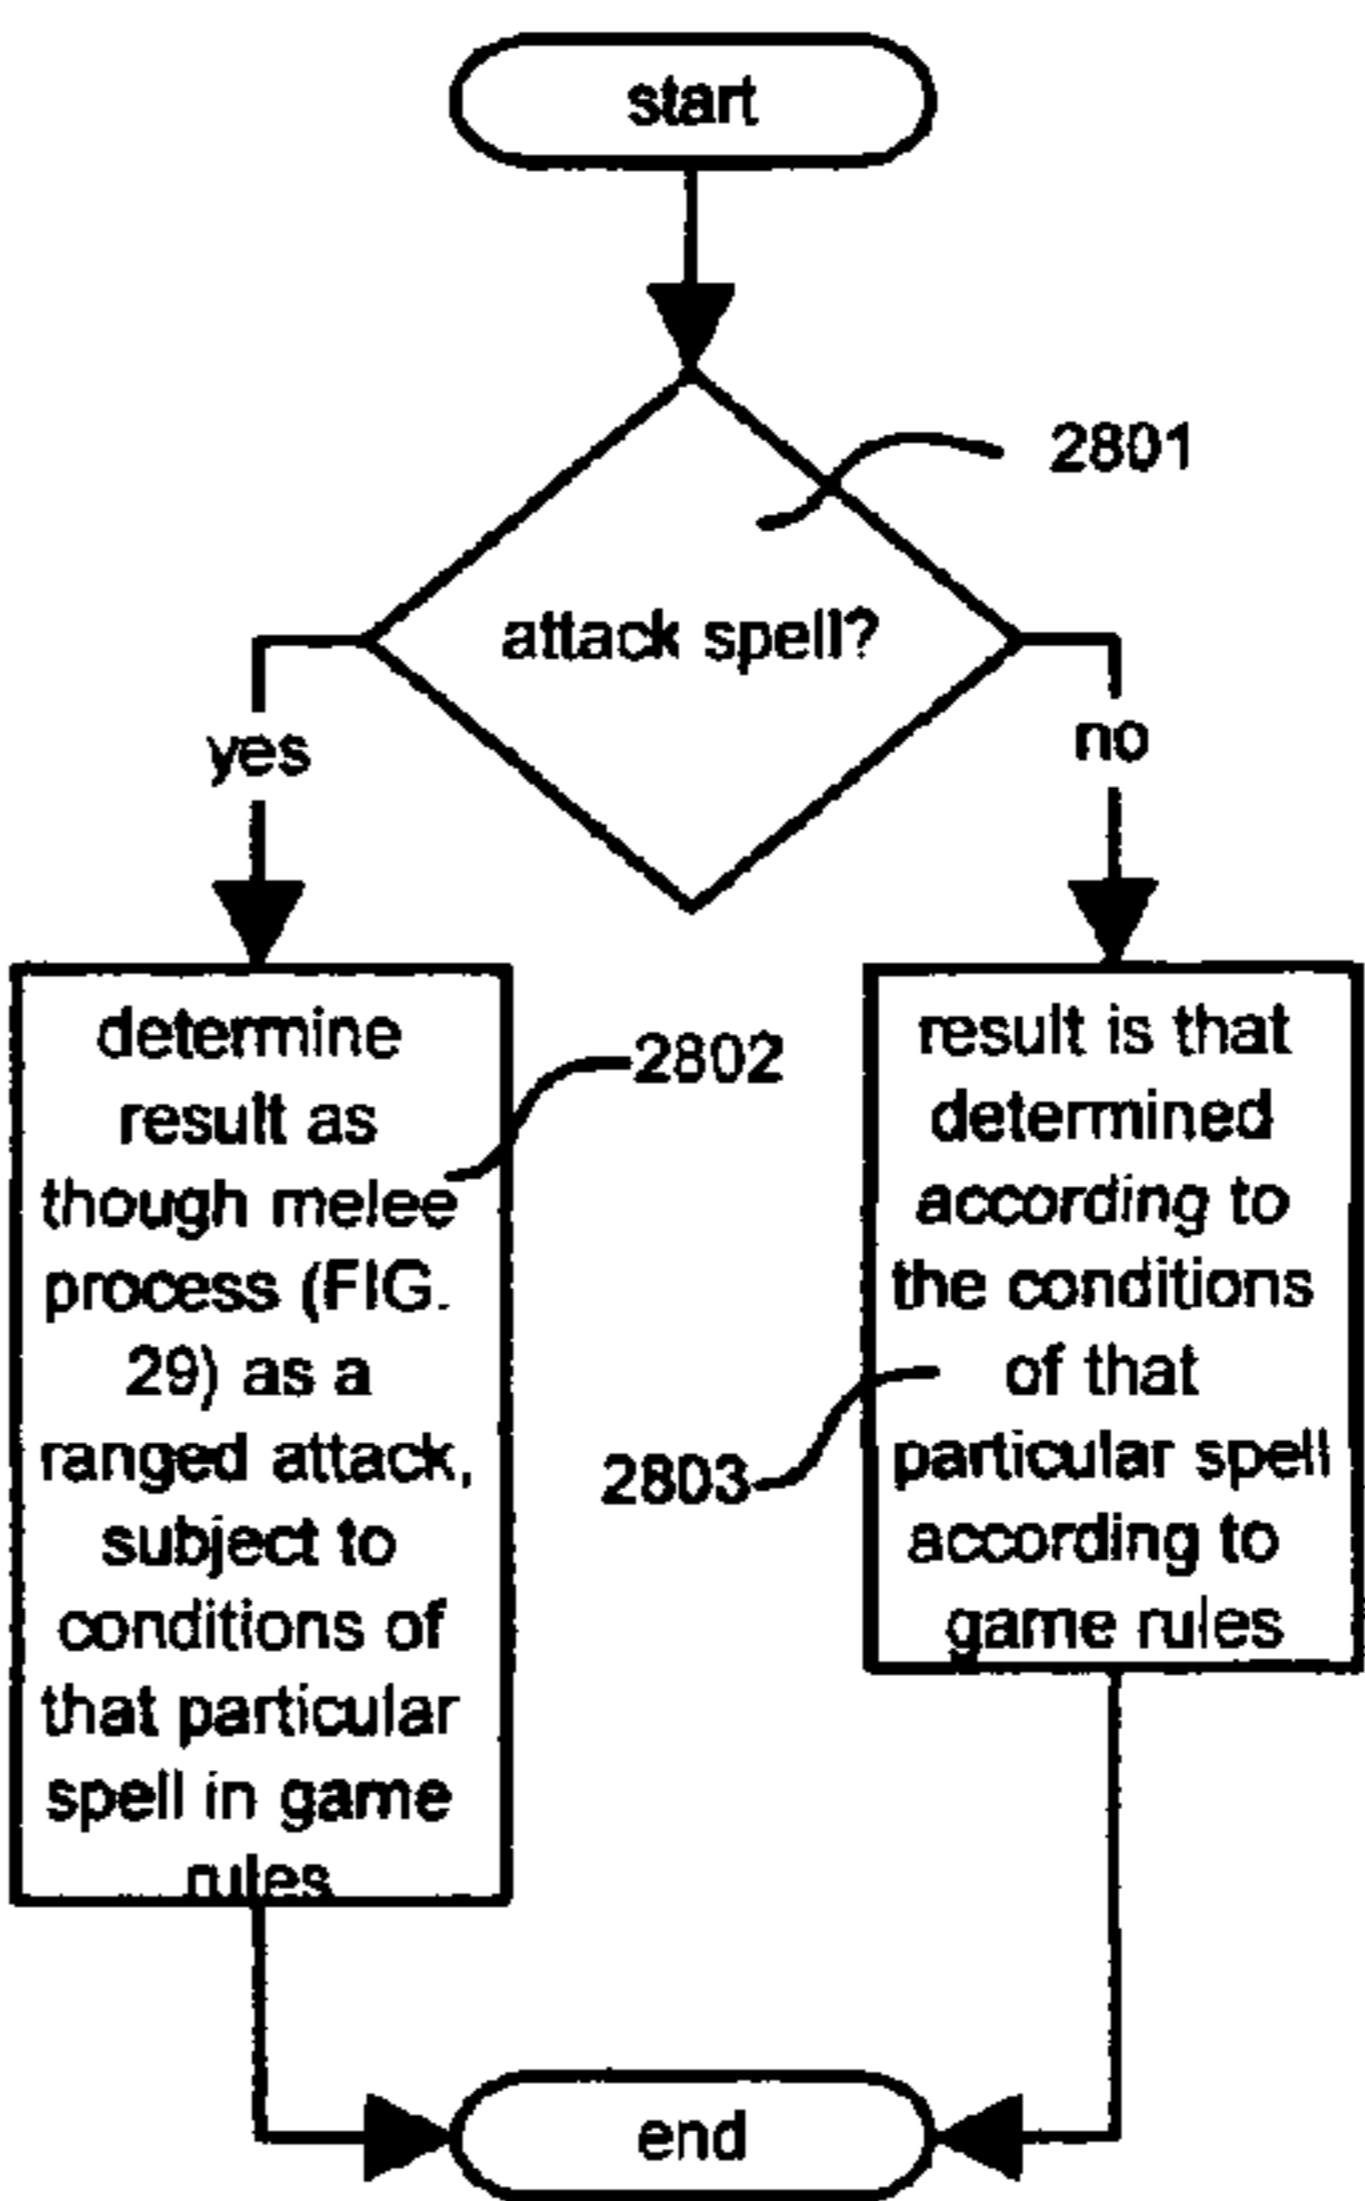 start
2801
attack spell?
yes
no
determine
result as
though melee
process (FIG.
29) as a
ranged attack,
subject to
conditions of
that particular
spell in game
rules
2802
result is that
determined
according to
the conditions
of that
particular spell
according to
game rules
2803
end